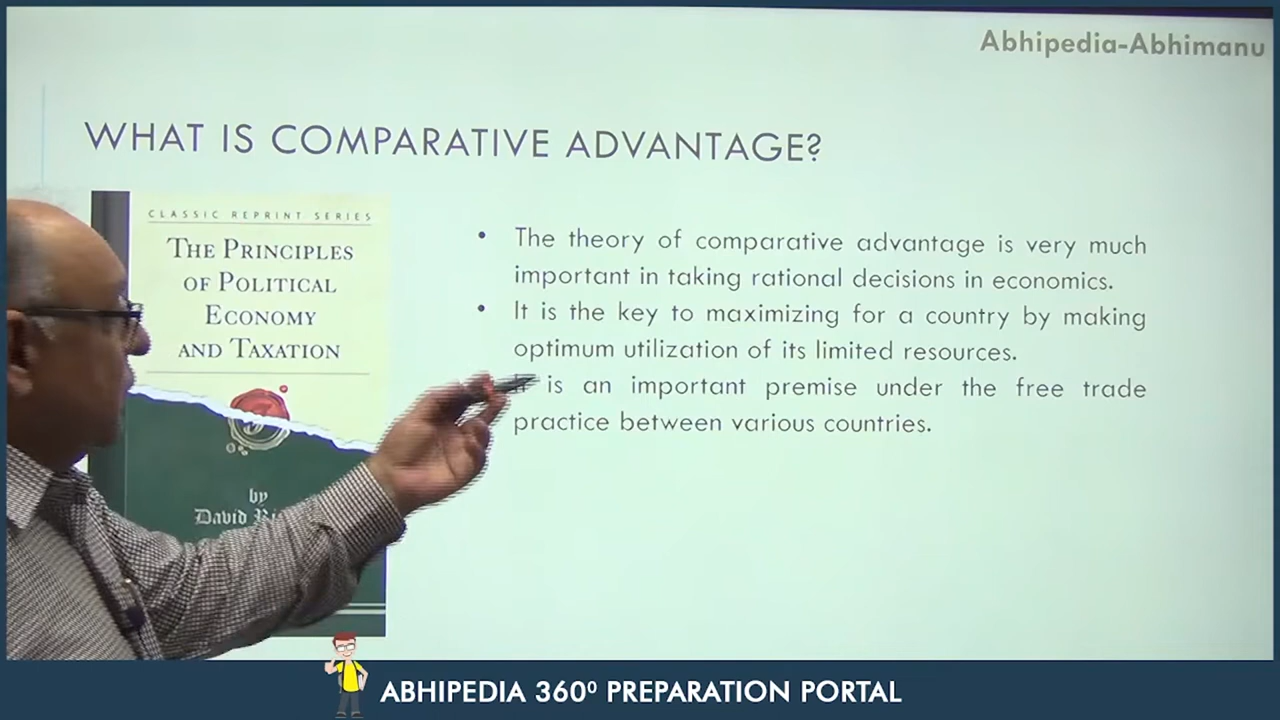 Abhipedia-Abhimanu
WHAT IS COMPARATIVE ADVANTAGE?
CLASSIC REPRINT SERIES
THE PRINCIPLES
OF POLITICAL
ECONOMY
AND TAXATION
by
David
• The theory of comparative advantage is very much
important in taking rational decisions in economics.
• It is the key to maximizing for a country by making
optimum utilization of its limited resources.
is an important premise under the free trade
practice between various countries.
ABHIPEDIA 360⁰ PREPARATION PORTAL